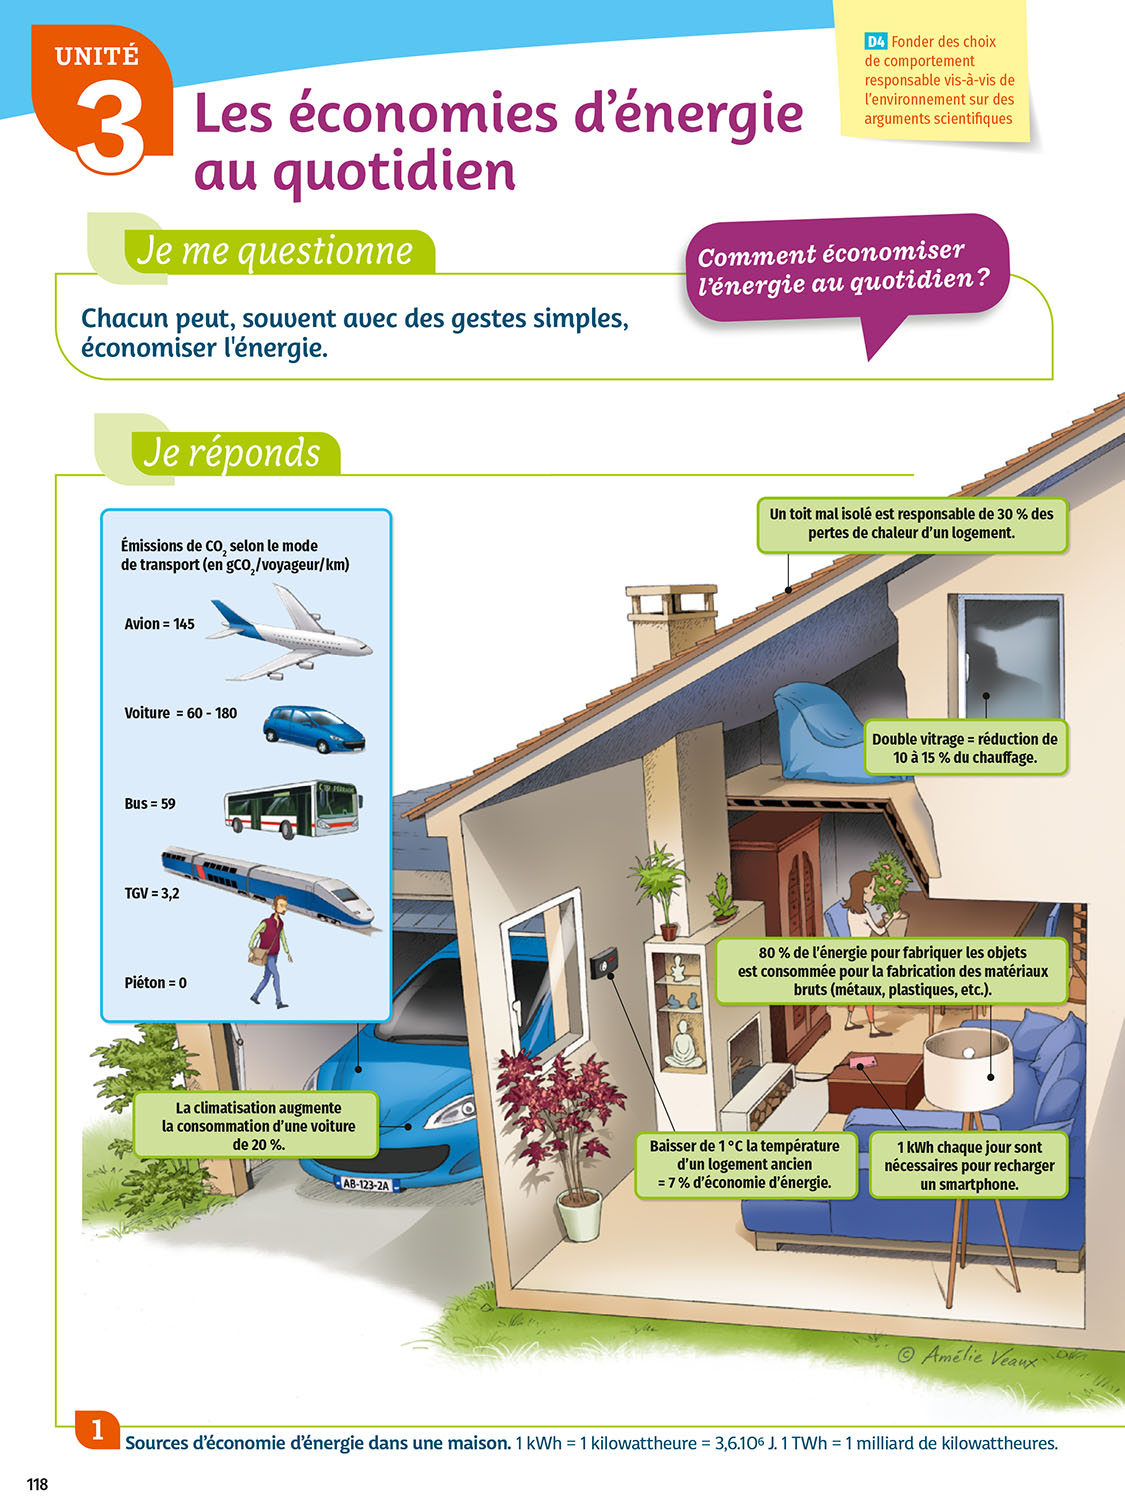 UNITÉ
3
Les économies d'énergie
au quotidien
D4 Fonder des choix
de comportement
responsable vis-à-vis de
l'environnement sur des
arguments scientifiques
Je me questionne
Comment économiser
l'énergie au quotidien ?
Chacun peut, souvent avec des gestes simples,
économiser l'énergie.
Je réponds
Émissions de CO₂ selon le mode
de transport (en gCO₂/voyageur/km)
Avion = 145
Voiture = 60 - 180
Bus = 59
TGV = 3,2
Piéton = 0
Un toit mal isolé est responsable de 30 % des
pertes de chaleur d'un logement.
Double vitrage = réduction de
10 à 15 % du chauffage.
80 % de l'énergie pour fabriquer les objets
est consommée pour la fabrication des matériaux
bruts (métaux, plastiques, etc.).
La climatisation augmente
la consommation d'une voiture
de 20 %.
AB-123-2A
Baisser de 1 °C la température
d'un logement ancien
= 7 % d'économie d'énergie.
1 kWh chaque jour sont
nécessaires pour recharger
un smartphone.
© Amélie Veaux
1
Sources d'économie d'énergie dans une maison. 1 kWh = 1 kilowattheure = 3,6.10⁶ J. 1 TWh = 1 milliard de kilowattheures.
118